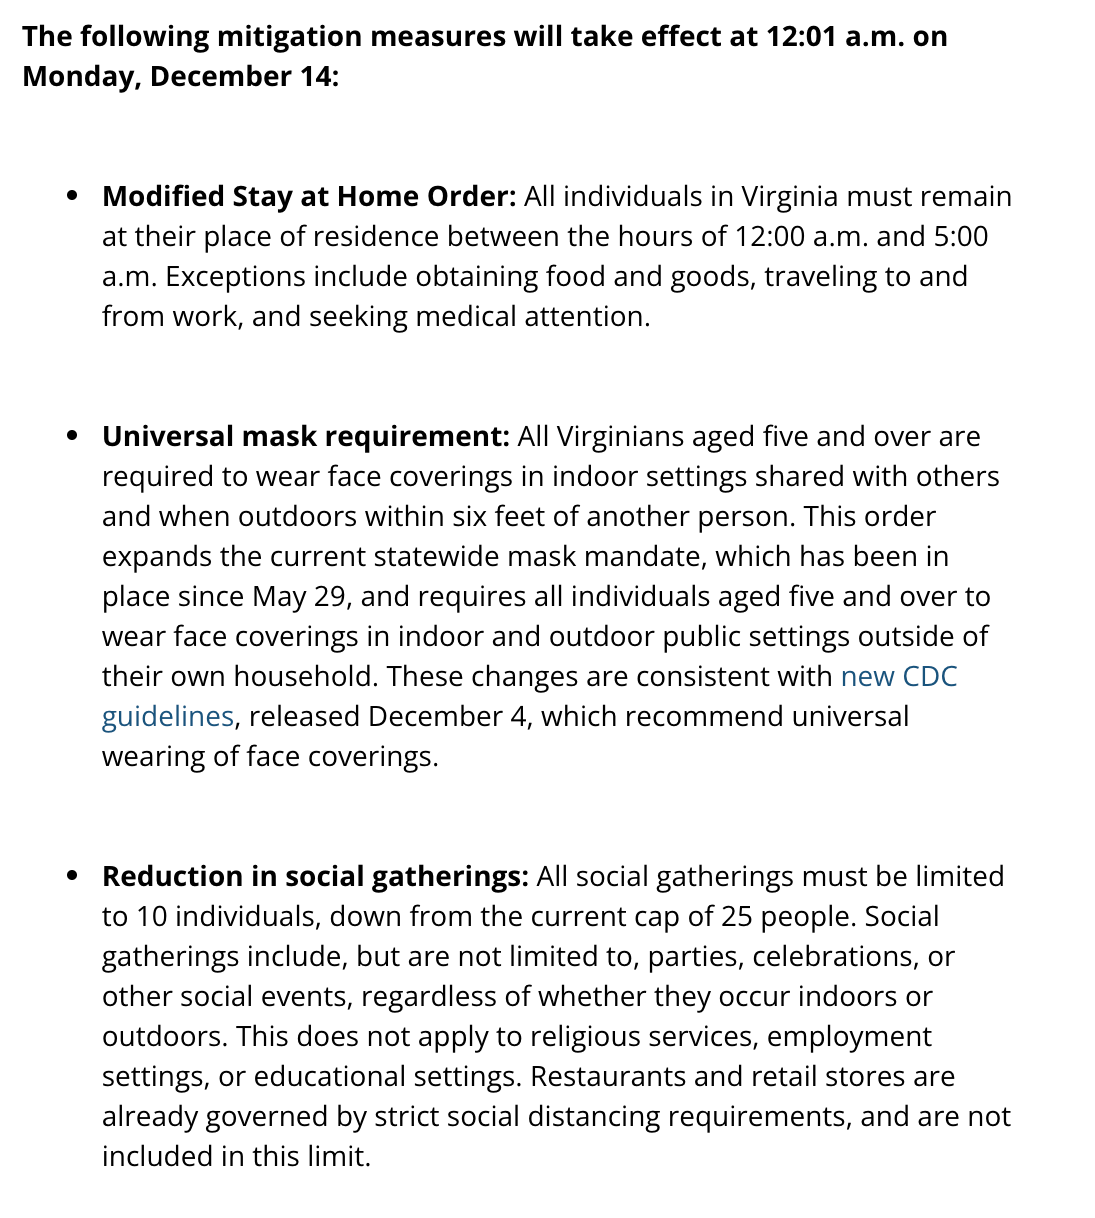 The following mitigation measures will take effect at 12:01 a.m. on
Monday, December 14:
• Modified Stay at Home Order: All individuals in Virginia must remain
at their place of residence between the hours of 12:00 a.m. and 5:00
a.m. Exceptions include obtaining food and goods, traveling to and
from work, and seeking medical attention.
• Universal mask requirement: All Virginians aged five and over are
required to wear face coverings in indoor settings shared with others
and when outdoors within six feet of another person. This order
expands the current statewide mask mandate, which has been in
place since May 29, and requires all individuals aged five and over to
wear face coverings in indoor and outdoor public settings outside of
their own household. These changes are consistent with new CDC
guidelines, released December 4, which recommend universal
wearing of face coverings.
• Reduction in social gatherings: All social gatherings must be limited
to 10 individuals, down from the current cap of 25 people. Social
gatherings include, but are not limited to, parties, celebrations, or
other social events, regardless of whether they occur indoors or
outdoors. This does not apply to religious services, employment
settings, or educational settings. Restaurants and retail stores are
already governed by strict social distancing requirements, and are not
included in this limit.